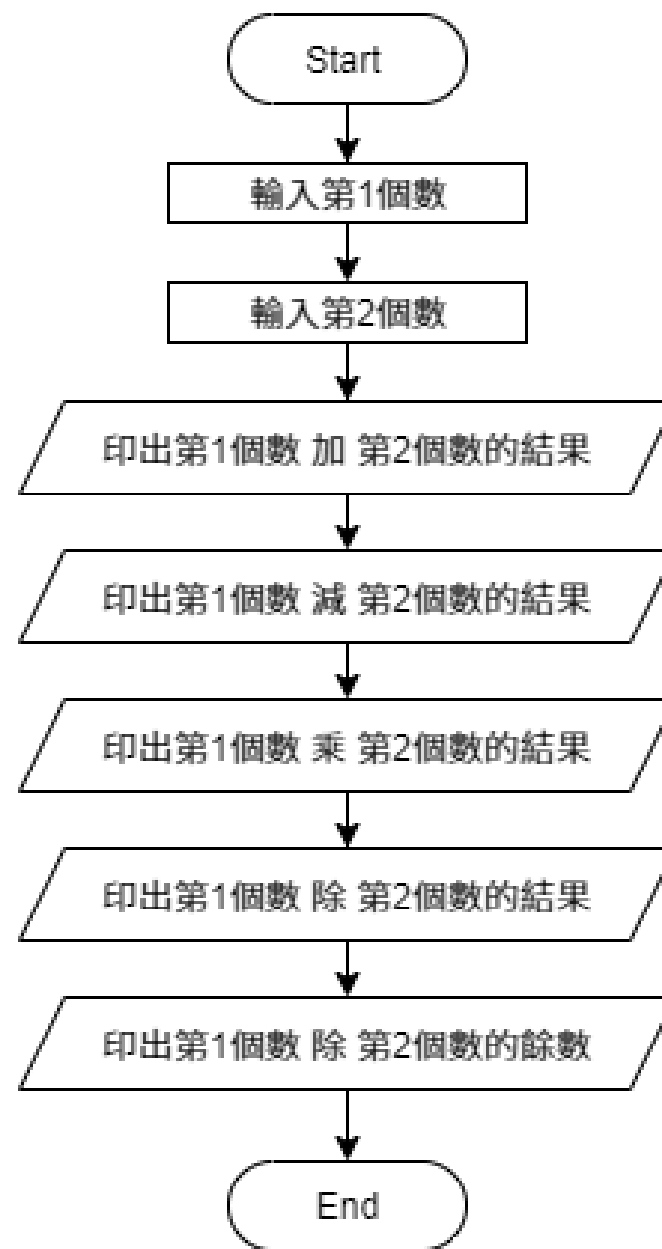 Start
輸入第1個數
輸入第2個數
印出第1個數 加 第2個數的結果
印出第1個數 減 第2個數的結果
印出第1個數 乘 第2個數的結果
印出第1個數 除 第2個數的結果
印出第1個數 除 第2個數的餘數
End